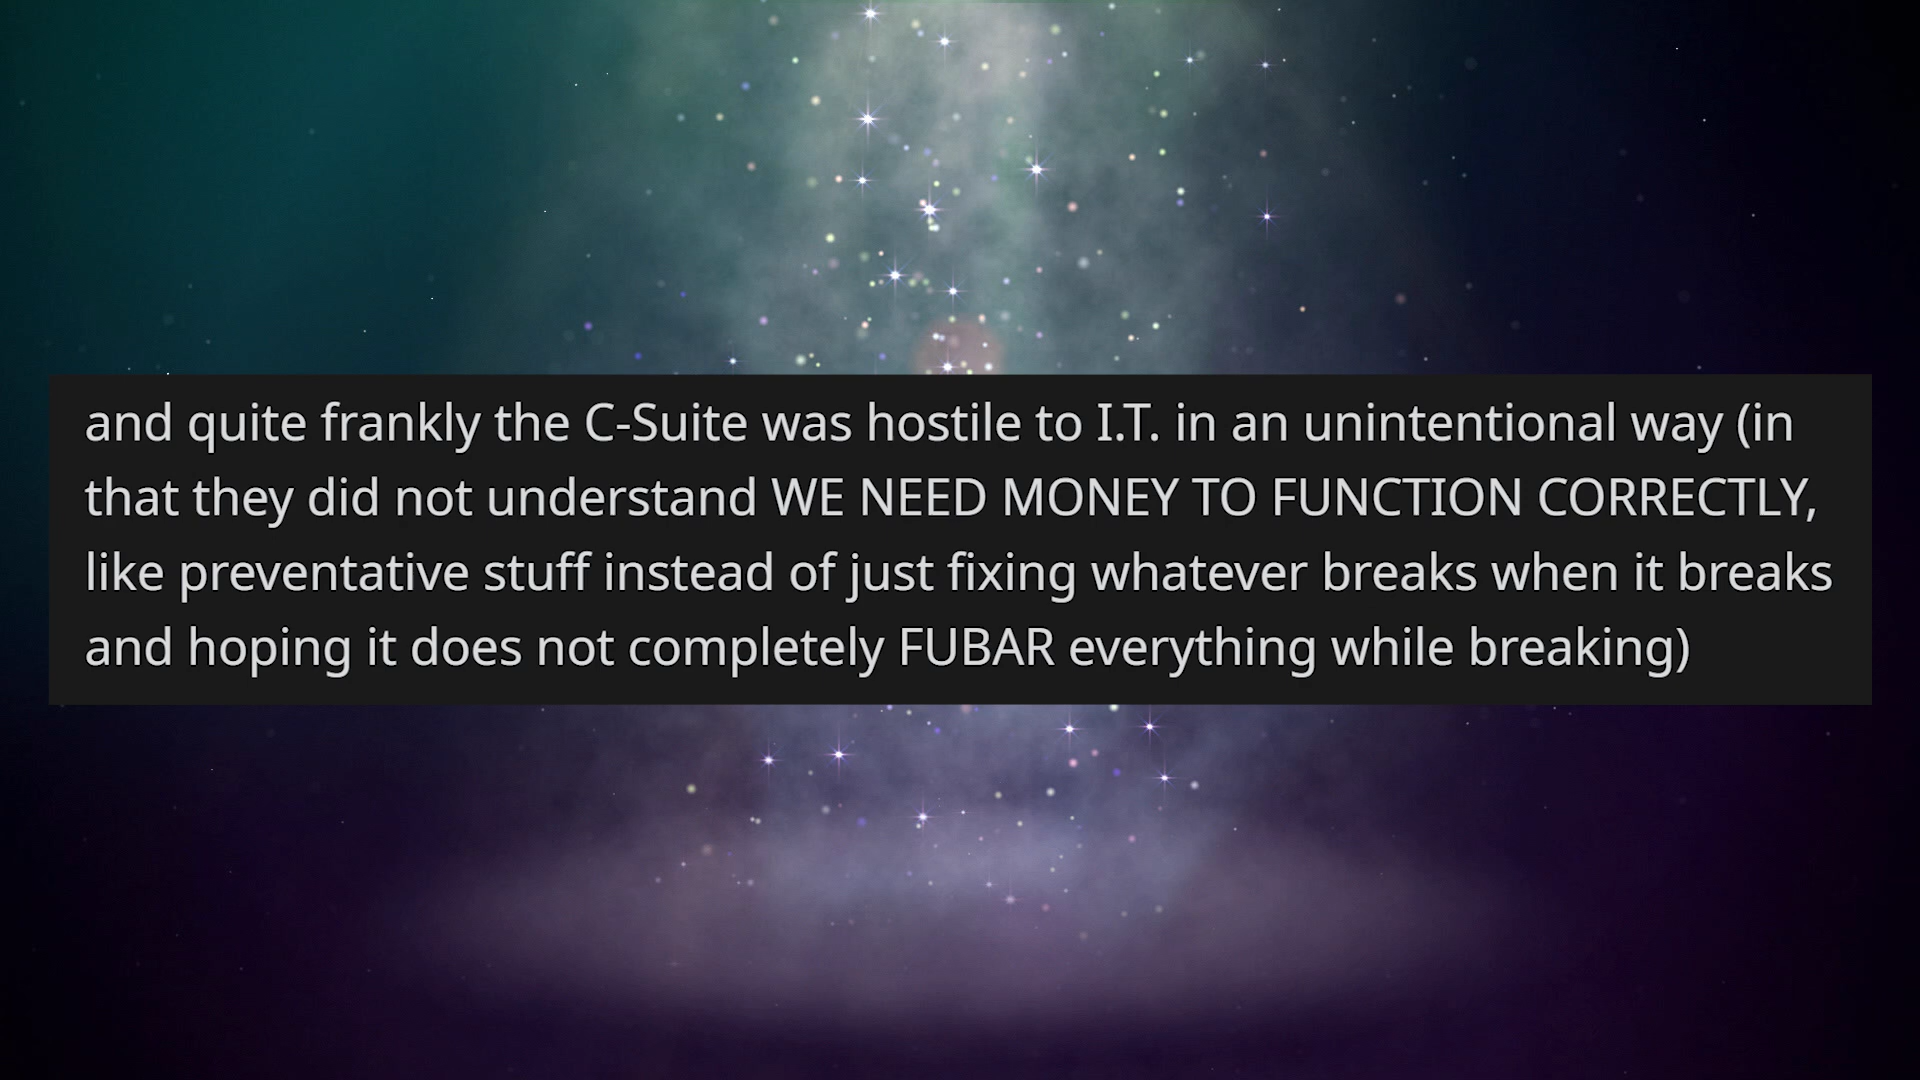 and quite frankly the C-Suite was hostile to I.T. in an unintentional way (in
that they did not understand WE NEED MONEY TO FUNCTION CORRECTLY,
like preventative stuff instead of just fixing whatever breaks when it breaks
and hoping it does not completely FUBAR everything while breaking)